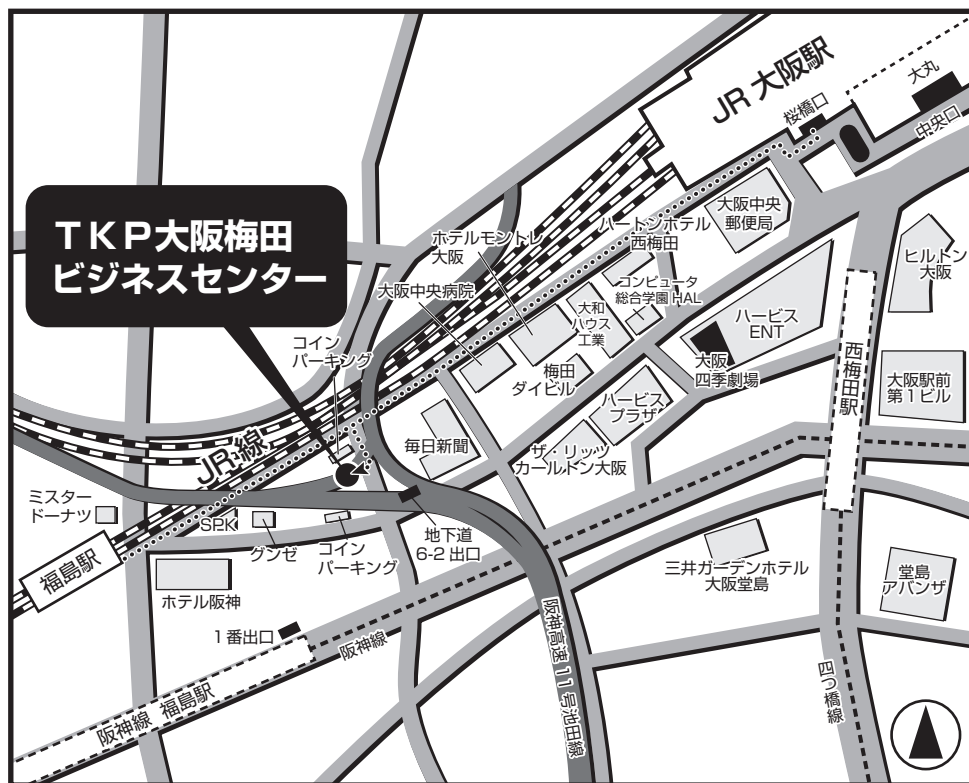 JR 大阪駅
大丸
桜橋口
中央口
TKP大阪梅田
ビジネスセンター
ホテルモントレ
大阪
ハートンホテル
西梅田
大阪中央
郵便局
ヒルトン
大阪
大阪中央病院
コンピュータ
総合学園 HAL
大和
ハウス
工業
ハービス
ENT
コイン
パーキング
梅田
ダイビル
大阪
四季劇場
西梅田駅
大阪駅前
第1ビル
ハービス
プラザ
JR 線
毎日新聞
ザ・リッツ
カールトン大阪
ミスター
ドーナツ
SPK
グンゼ
コイン
パーキング
地下道
6-2 出口
福島駅
ホテル阪神
三井ガーデンホテル
大阪堂島
堂島
アバンザ
1番出口
阪神線
阪神高速 11 号池田線
四つ橋線
阪神線 福島駅